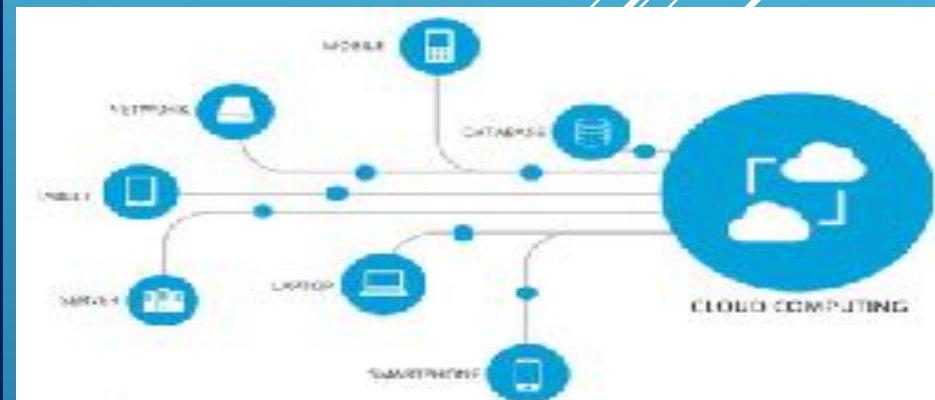 MOBILE
NETWORK
DATABASE
TABLET
SERVER
LAPTOP
CLOUD COMPUTING
SMARTPHONE